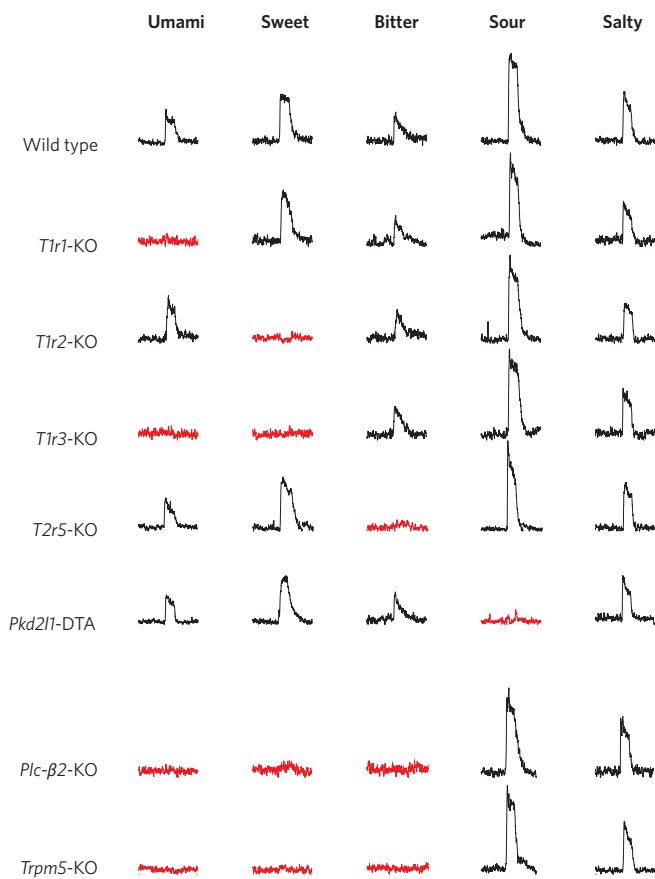 Umami Sweet Bitter Sour Salty
Wild type
T1r1-KO
T1r2-KO
T1r3-KO
T2r5-KO
Pkd2l1-DTA
Plc-β2-KO
Trpm5-KO